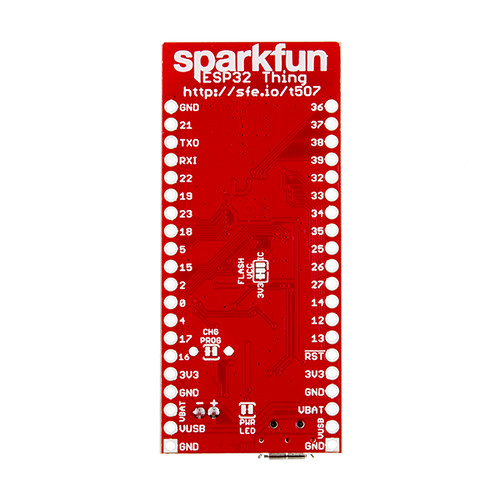 sparkfun
ESP32 Thing
http://sfe.io/t507
GND 36
21 37
TXO 38
RXI 39
22 32
19 33
23 34
18 35
5 25
15 26
2 27
0 14
4 12
17 13
16 RST
3V3 3V3
GND GND
VBAT VBAT
VUSB VUSB
GND GND
FLASH
VCC
3V3 IC
CHG
PROG
- +
PWR
LED